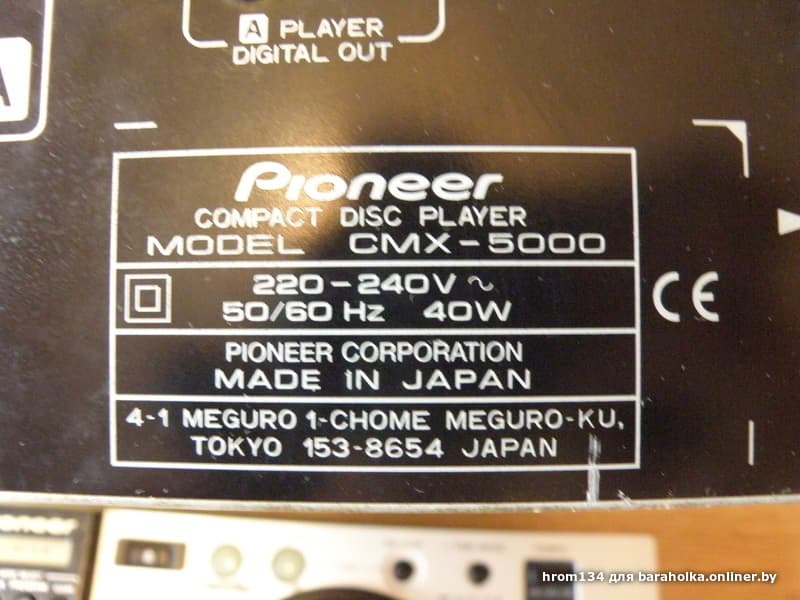 A PLAYER
DIGITAL OUT
A
Pioneer
COMPACT DISC PLAYER
MODEL CMX-5000
220-240V ~
50/60 Hz 40W
CE
PIONEER CORPORATION
MADE IN JAPAN
4-1 MEGURO 1-CHOME MEGURO-KU,
TOKYO 153-8654 JAPAN
hrom134 для baraholka.onliner.by